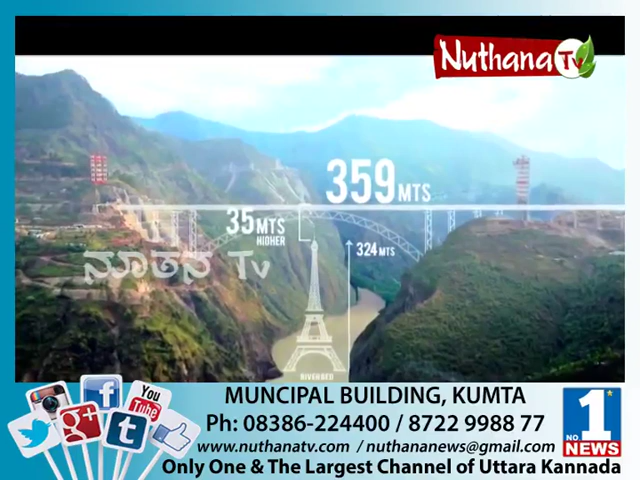 Nuthana Tv
359 MTS
35 MTS
HIGHER
324 MTS
ನೂತನ Tv
RIVERBED
MUNCIPAL BUILDING, KUMTA
Ph: 08386-224400 / 8722 9988 77
www.nuthanatv.com / nuthananews@gmail.com
Only One & The Largest Channel of Uttara Kannada
NO 1
NEWS
You
Tube
f
g+
t